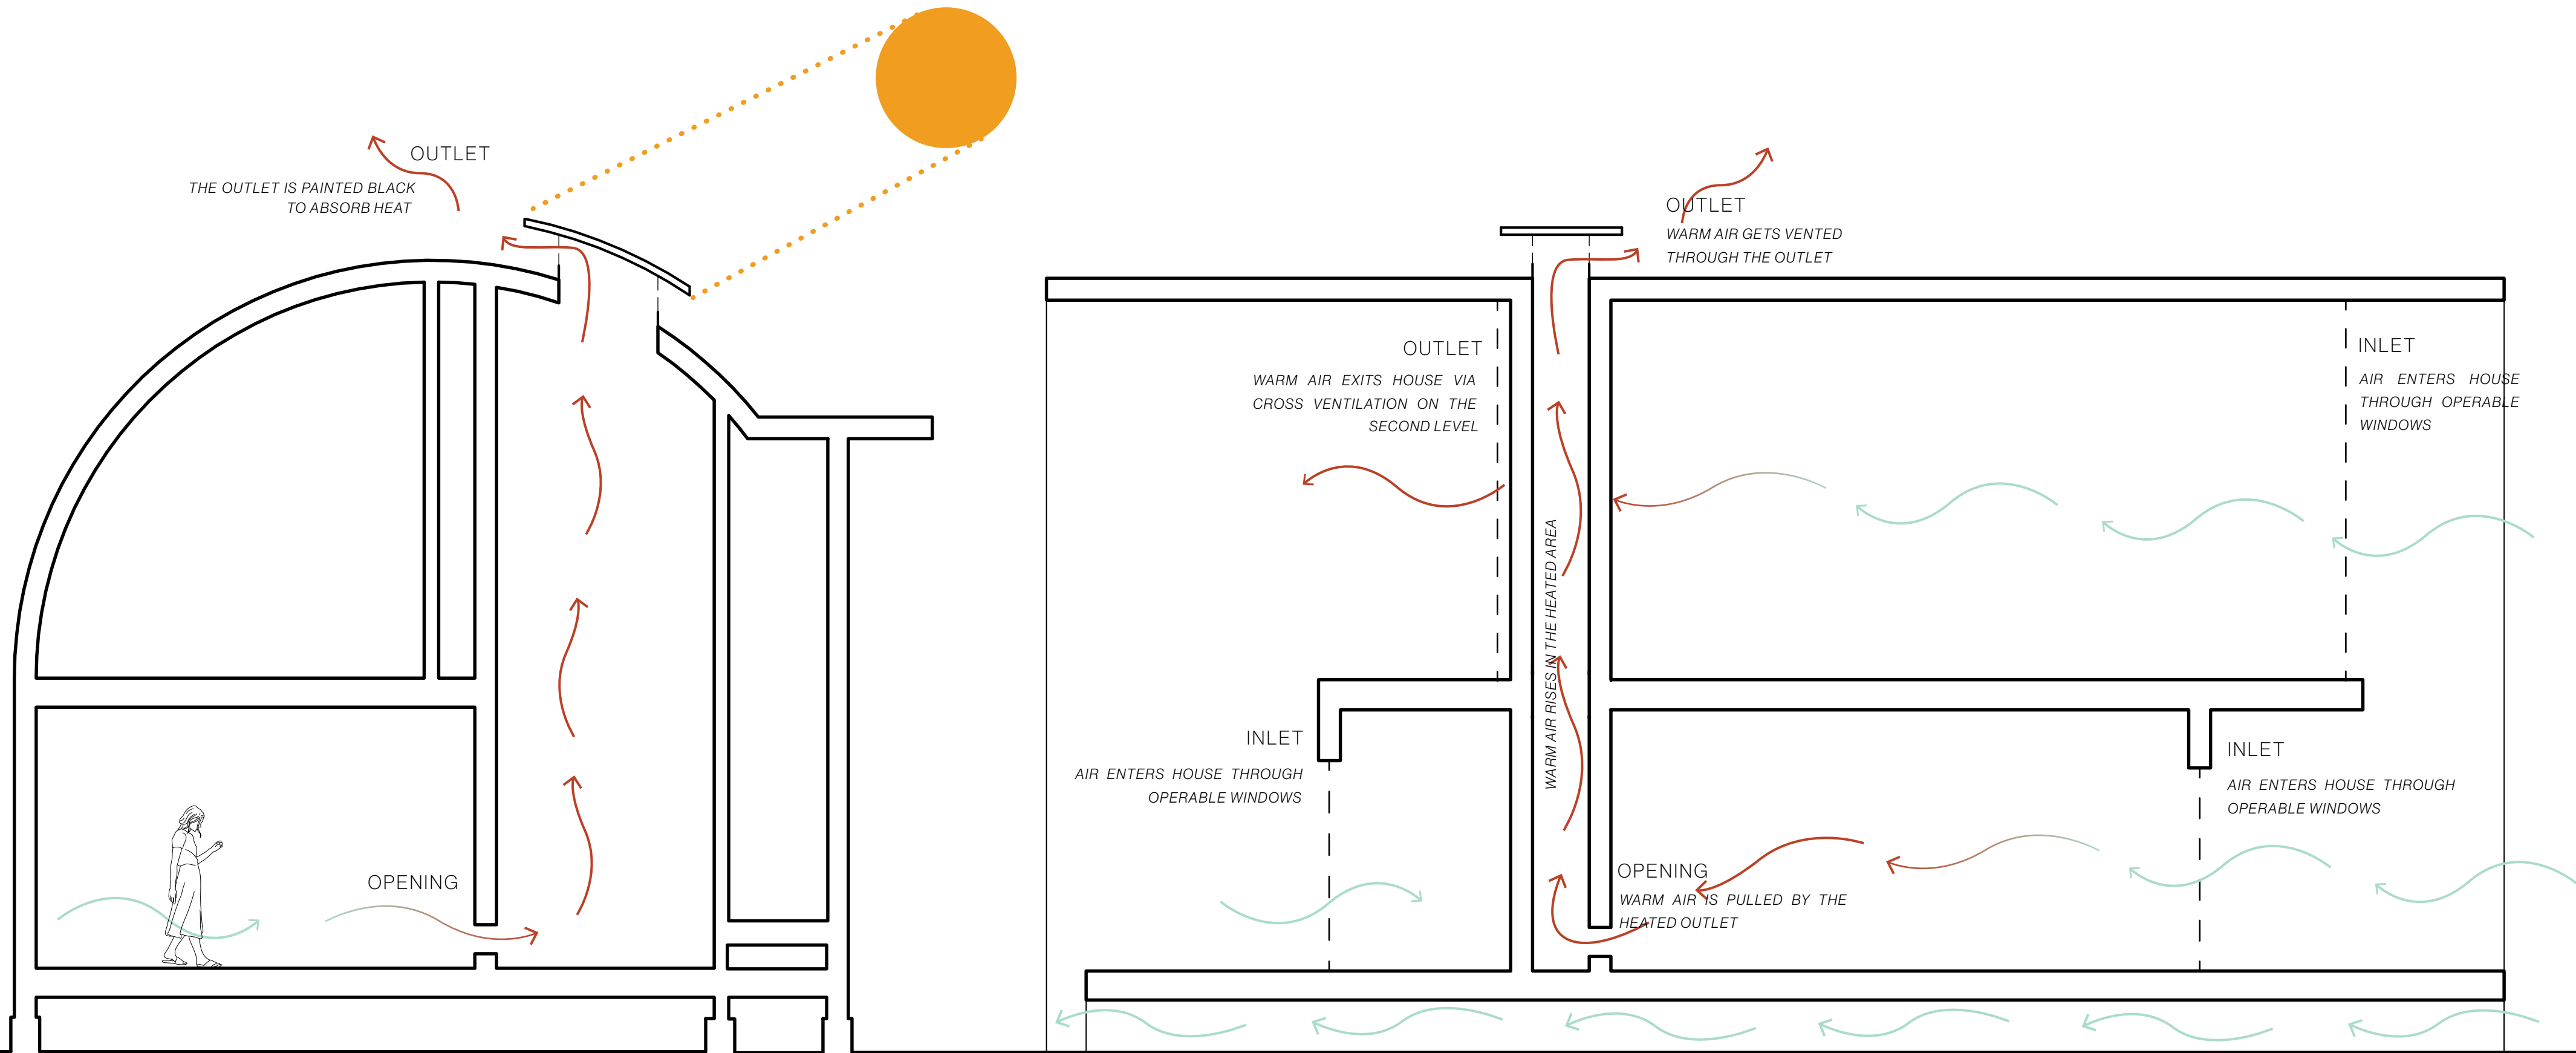 OUTLET
THE OUTLET IS PAINTED BLACK
TO ABSORB HEAT
OPENING
OUTLET
WARM AIR GETS VENTED
THROUGH THE OUTLET
OUTLET
WARM AIR EXITS HOUSE VIA
CROSS VENTILATION ON THE
SECOND LEVEL
INLET
AIR ENTERS HOUSE
THROUGH OPERABLE
WINDOWS
WARM AIR RISES IN THE HEATED AREA
INLET
AIR ENTERS HOUSE THROUGH
OPERABLE WINDOWS
INLET
AIR ENTERS HOUSE THROUGH
OPERABLE WINDOWS
OPENING
WARM AIR IS PULLED BY THE
HEATED OUTLET